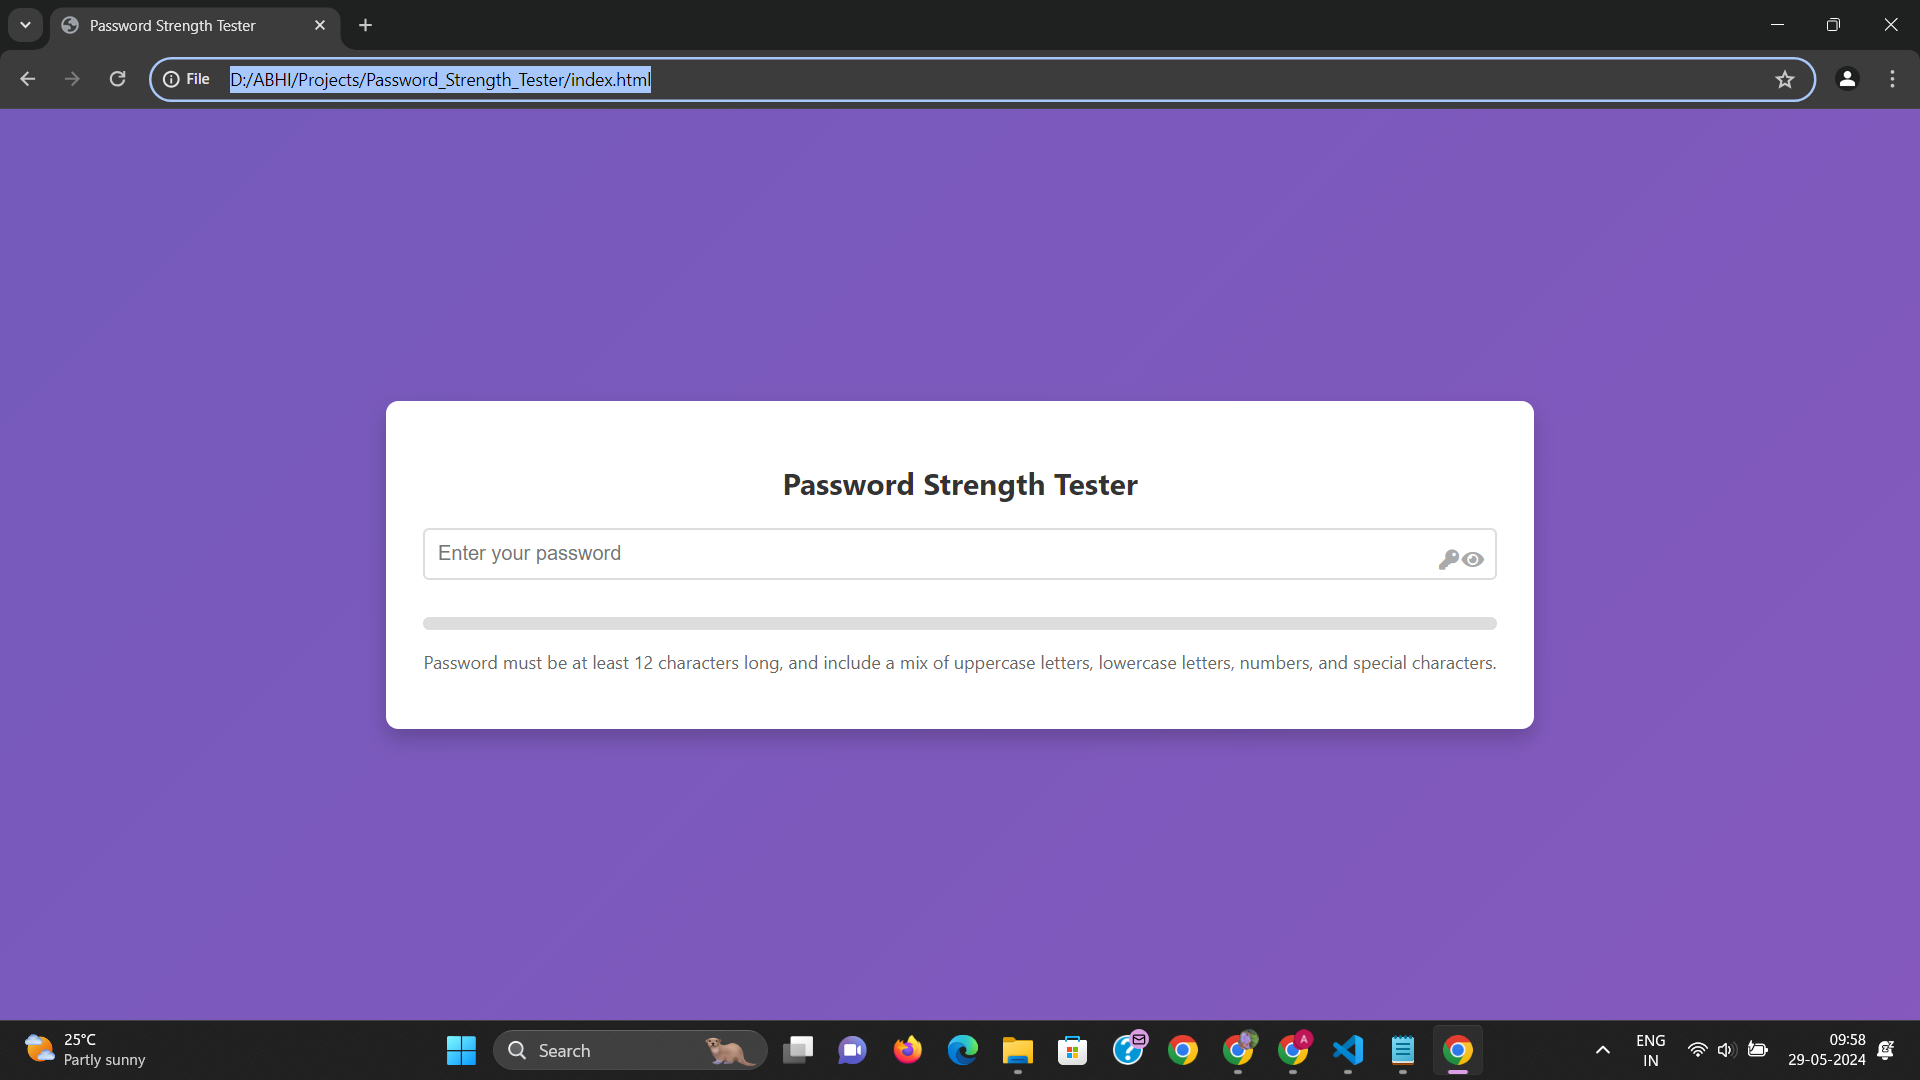 Password Strength Tester
File D:/ABHI/Projects/Password_Strength_Tester/index.html
Password Strength Tester
Enter your password
Password must be at least 12 characters long, and include a mix of uppercase letters, lowercase letters, numbers, and special characters.
25°C
Partly sunny
Search
A
ENG
IN
09:58
29-05-2024